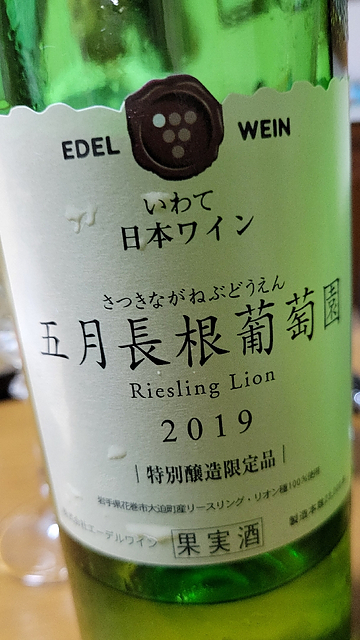 EDEL WEIN
いわて
日本ワイン
さつきながねぶどうえん
五月長根葡萄園
Riesling Lion
2019
特別醸造限定品
岩手県花巻市大迫町産リースリング・リオン種100%使用
株式会社エーデルワイン 果実酒 製造本数